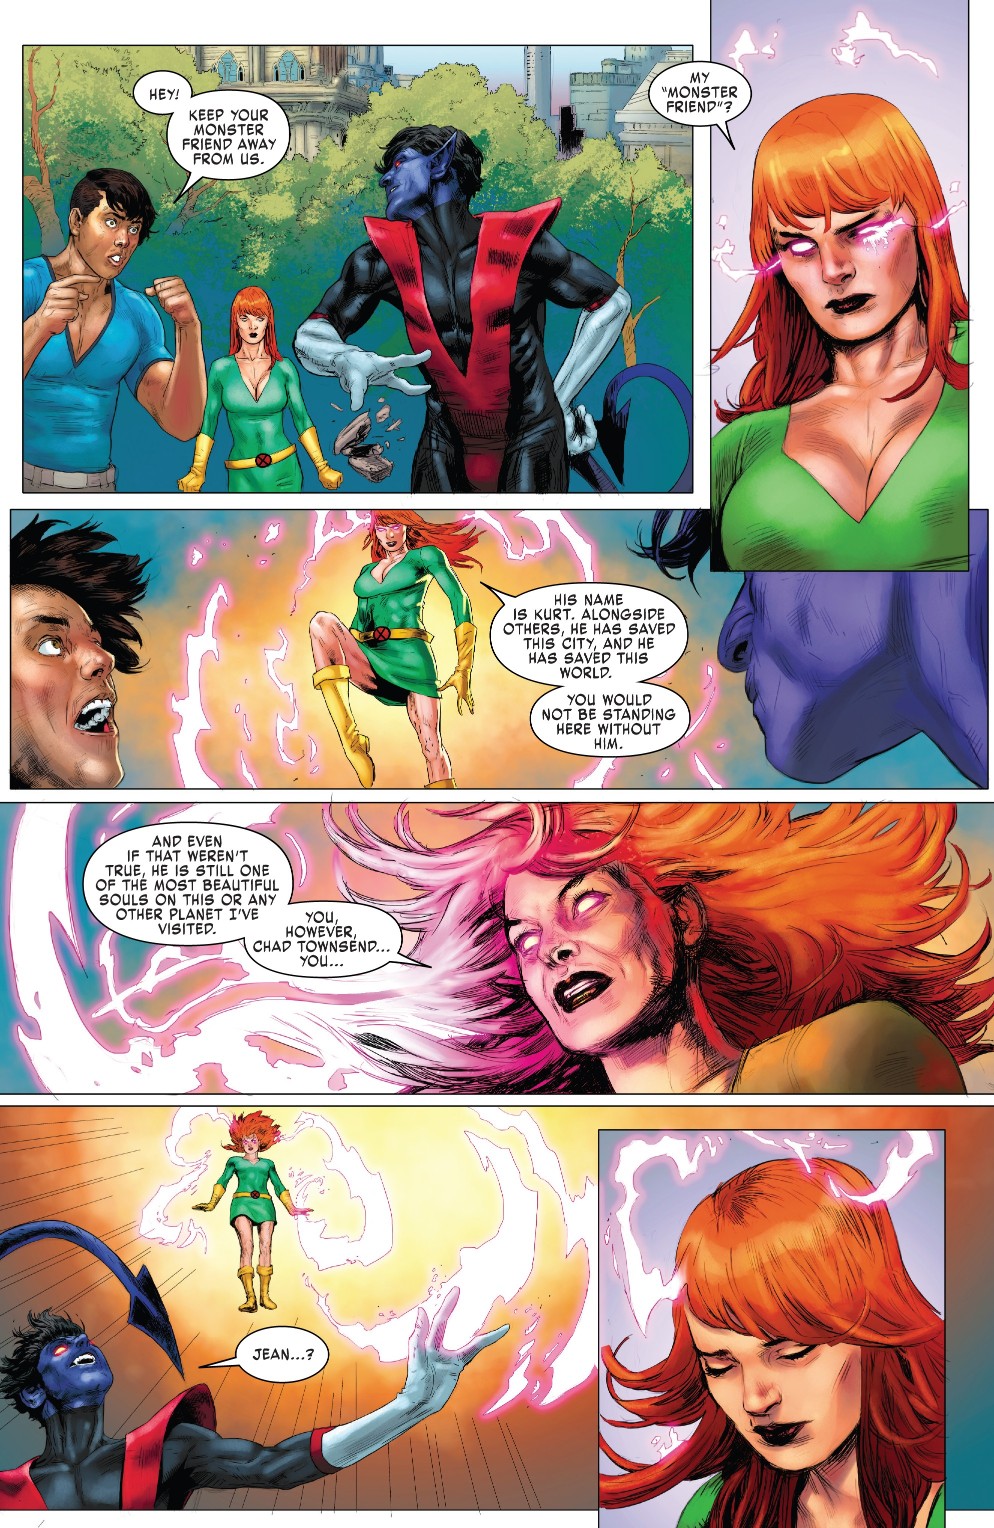 HEY!
KEEP YOUR
MONSTER
FRIEND AWAY
FROM US.
MY
"MONSTER
FRIEND"?
HIS NAME
IS KURT. ALONGSIDE
OTHERS, HE HAS SAVED
THIS CITY, AND HE
HAS SAVED THIS
WORLD.
YOU WOULD
NOT BE STANDING
HERE WITHOUT
HIM.
AND EVEN
IF THAT WEREN'T
TRUE, HE IS STILL ONE
OF THE MOST BEAUTIFUL
SOULS ON THIS OR ANY
OTHER PLANET I'VE
VISITED.
YOU,
HOWEVER,
CHAD TOWNSEND...
YOU...
JEAN...?